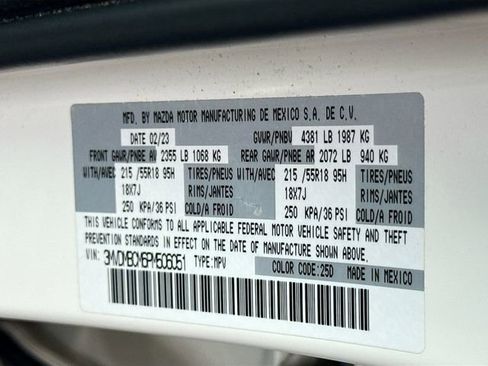 MFD. BY MAZDA MOTOR MANUFACTURING DE MEXICO S.A. DE C.V.
DATE 02/23 GVWR/PNBV 4381 LB 1987 KG
FRONT GAWR/PNBE AV 2355 LB 1068 KG REAR GAWR/PNBE AR 2072 LB 940 KG
WITH/AVEC 215 /55R18 95H TIRES/PNEUS WITH/AVEC 215 /55R18 95H TIRES/PNEUS
18X7J RIMS/JANTES 18X7J RIMS/JANTES
250 KPA/36 PSI COLD/A FROID 250 KPA/36 PSI COLD/A FROID
THIS VEHICLE CONFORMS TO ALL APPLICABLE FEDERAL MOTOR VEHICLE SAFETY AND THEFT
PREVENTION STANDARDS IN EFFECT ON THE DATE OF MANUFACTURE SHOWN ABOVE.
VIN: TYPE: MPV
COLOR CODE: 25D MADE IN MEXICO